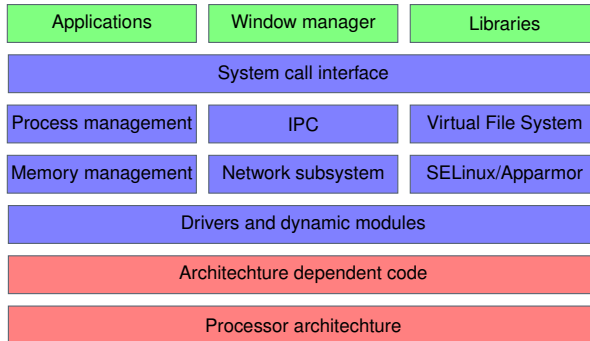 Applications
Window manager
Libraries
System call interface
Process management
IPC
Virtual File System
Memory management
Network subsystem
SELinux/Apparmor
Drivers and dynamic modules
Architechture dependent code
Processor architechture